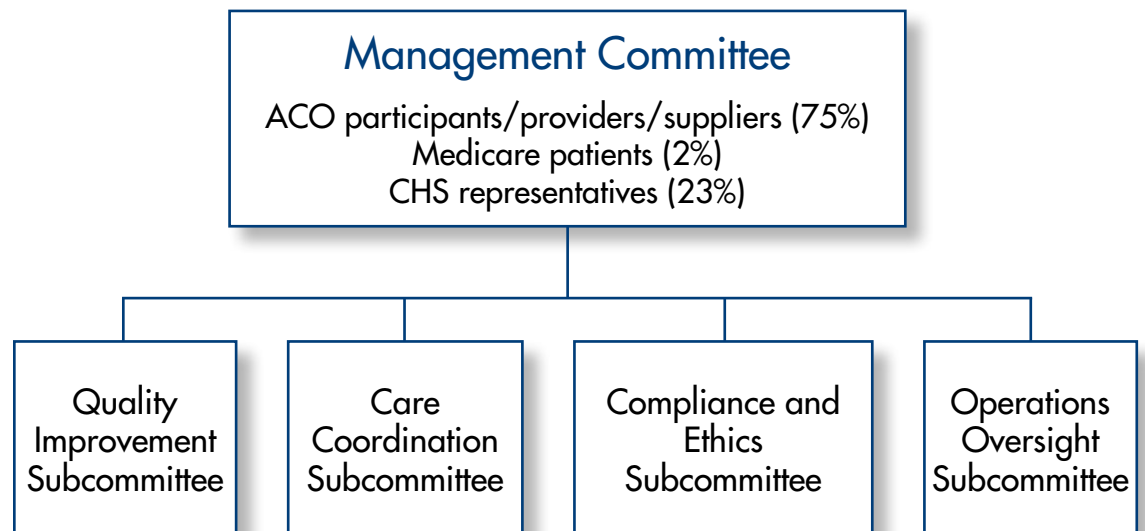 Management Committee
ACO participants/providers/suppliers (75%)
Medicare patients (2%)
CHS representatives (23%)
Quality
Improvement
Subcommittee
Care
Coordination
Subcommittee
Compliance and
Ethics
Subcommittee
Operations
Oversight
Subcommittee